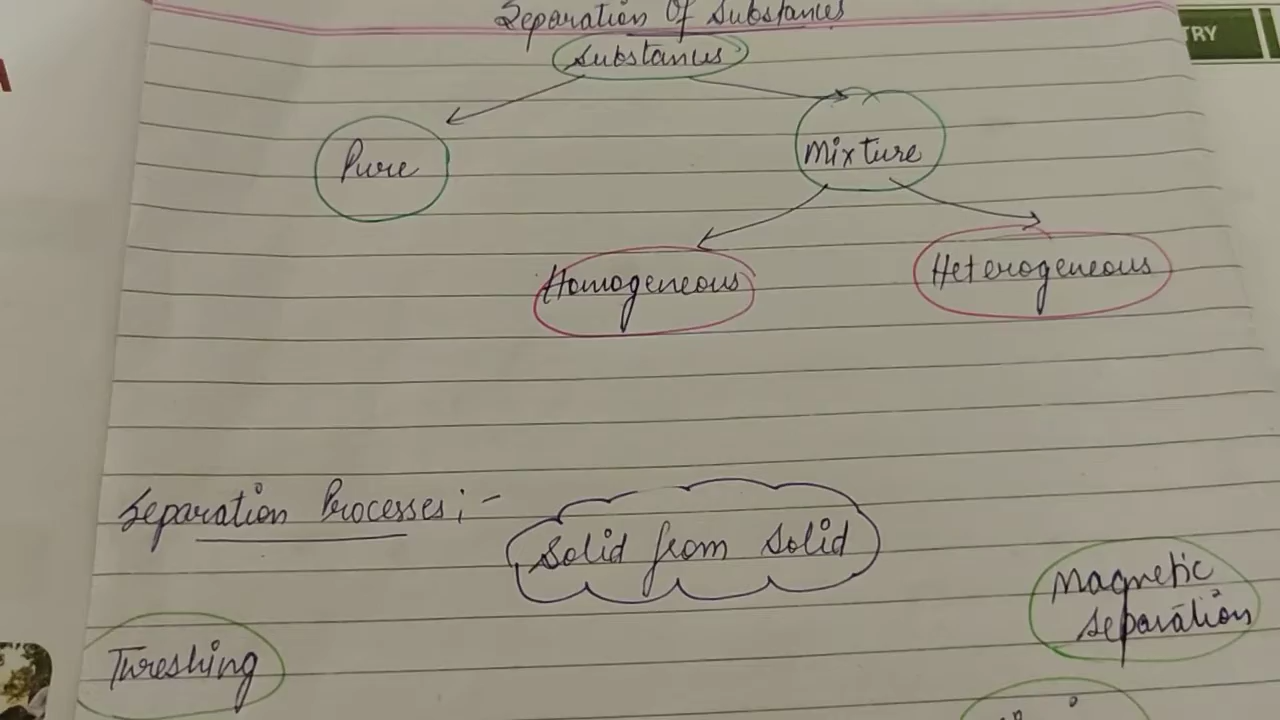 Separation Of Substances
Substances
TRY
Pure
Mixture
Homogeneous
Heterogeneous
Separation Processes ; -
Solid from Solid
Magnetic
separation
Threshing